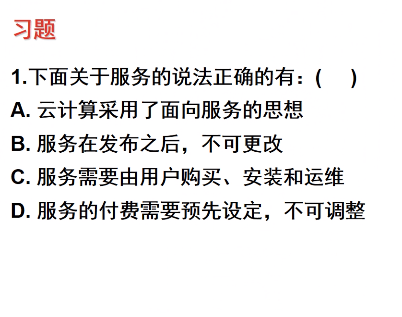 习题
1.下面关于服务的说法正确的有：(    )
A. 云计算采用了面向服务的思想
B. 服务在发布之后，不可更改
C. 服务需要由用户购买、安装和运维
D. 服务的付费需要预先设定，不可调整